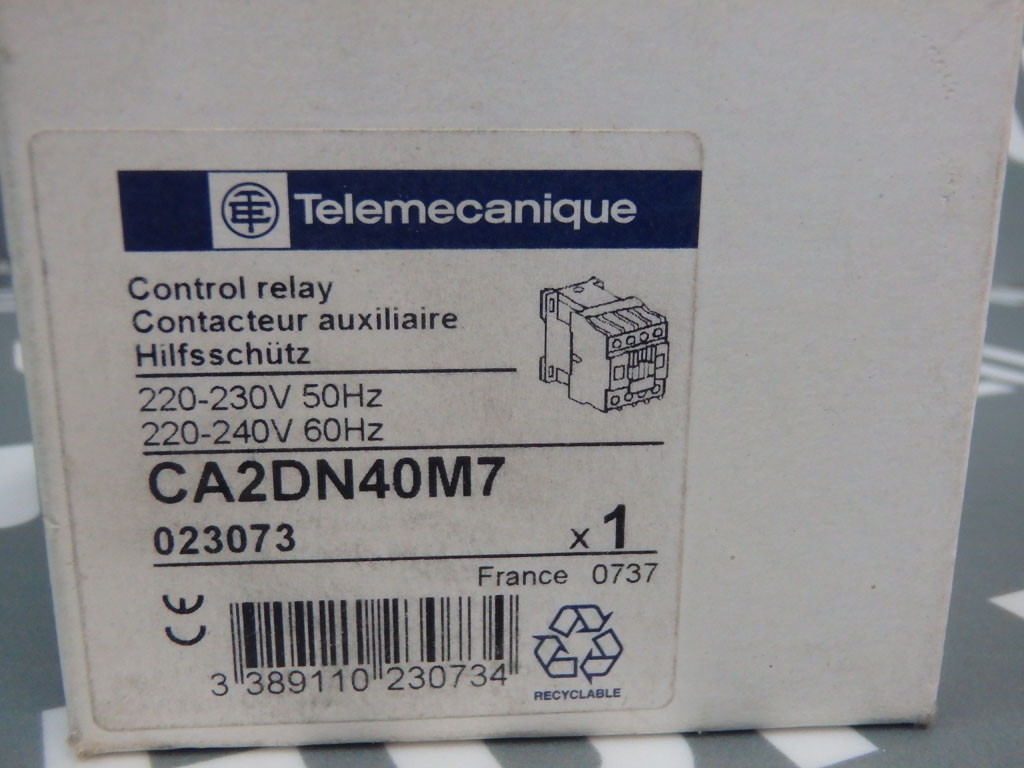 Telemecanique
Control relay
Contacteur auxiliaire
Hilfsschütz
220-230V 50Hz
220-240V 60Hz
CA2DN40M7
023073 x 1
France 0737
CE
3 389110 230734
RECYCLABLE